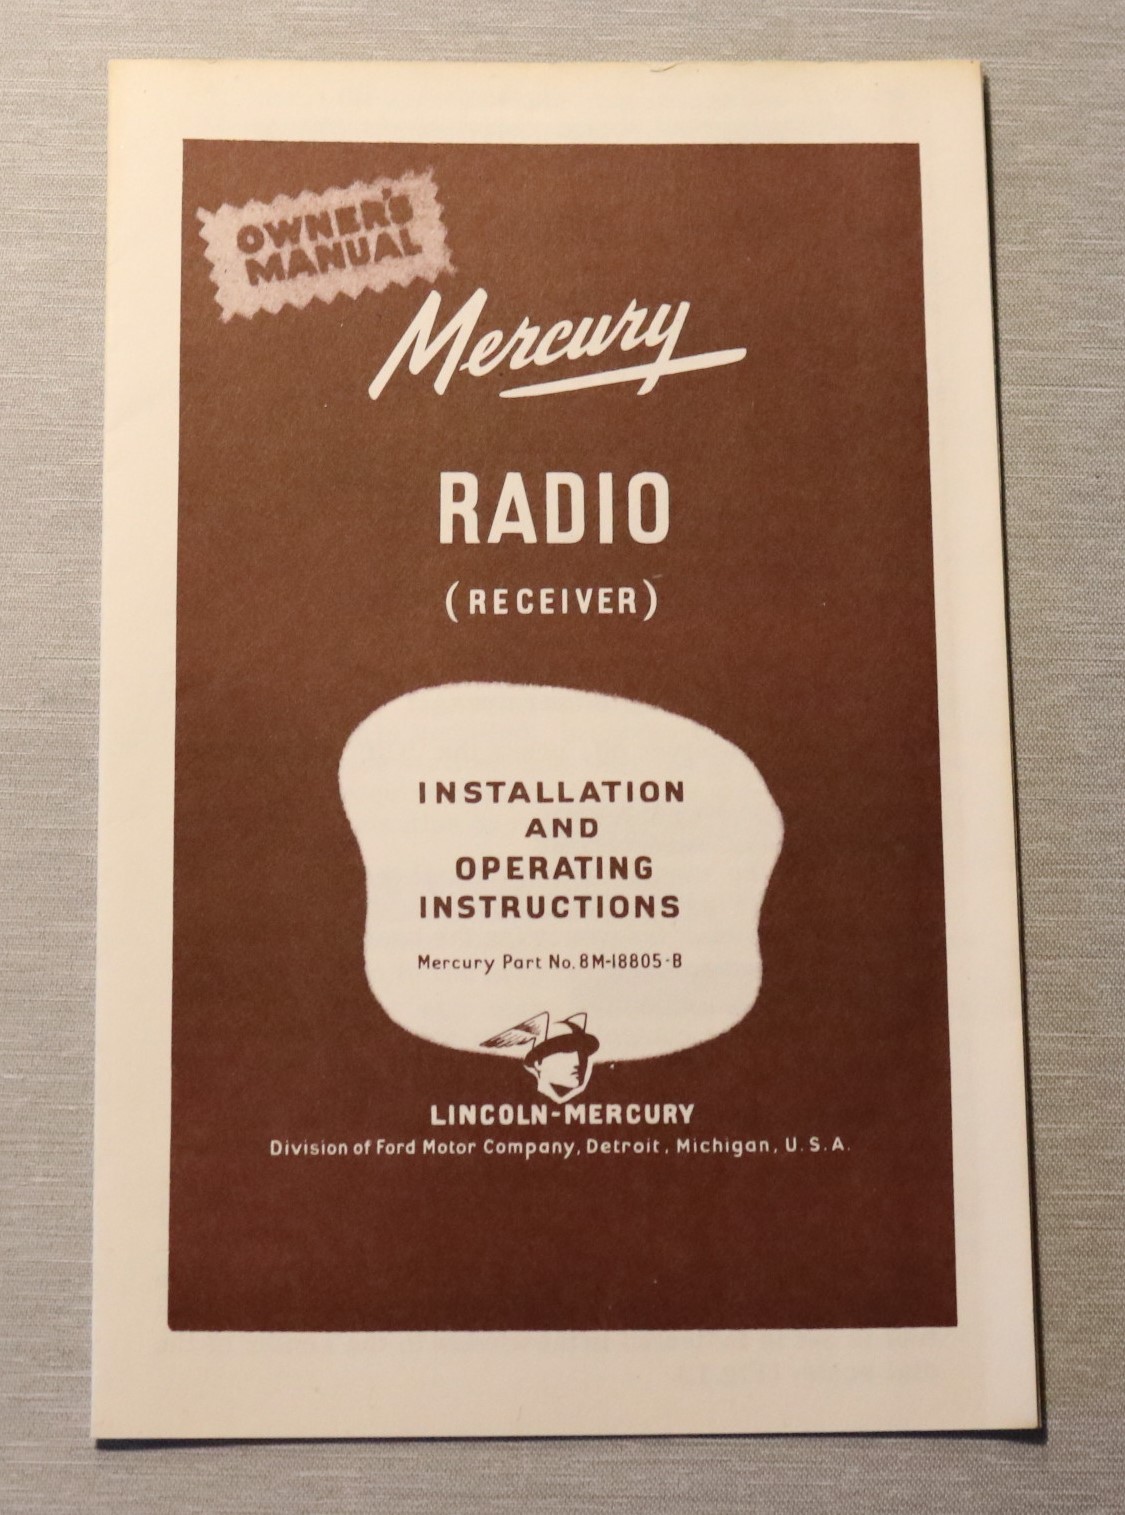 OWNER'S
MANUAL
Mercury
RADIO
(RECEIVER)
INSTALLATION
AND
OPERATING
INSTRUCTIONS
Mercury Part No. 8M-18805-B
LINCOLN-MERCURY
Division of Ford Motor Company, Detroit, Michigan, U.S.A.